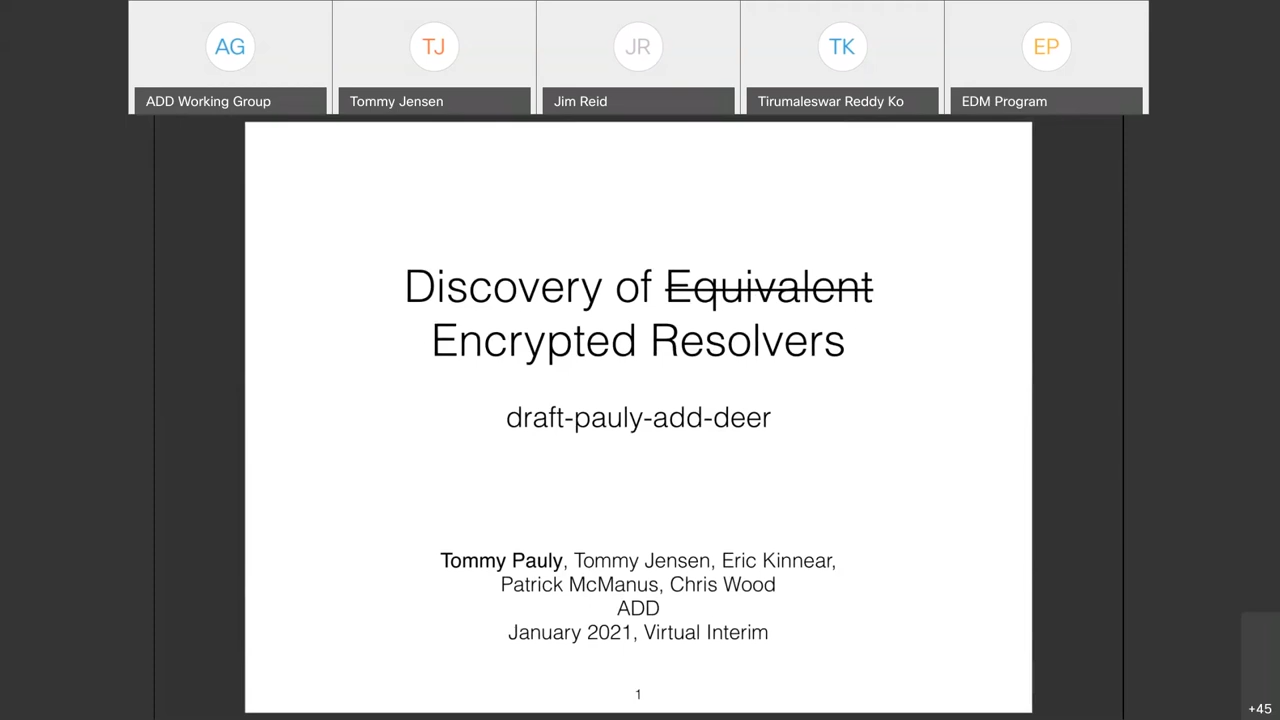 AG
TJ
JR
TK
EP
ADD Working Group
Tommy Jensen
Jim Reid
Tirumaleswar Reddy Ko
EDM Program
Discovery of Equivalent
Encrypted Resolvers
draft-pauly-add-deer
Tommy Pauly, Tommy Jensen, Eric Kinnear,
Patrick McManus, Chris Wood
ADD
January 2021, Virtual Interim
1
+45